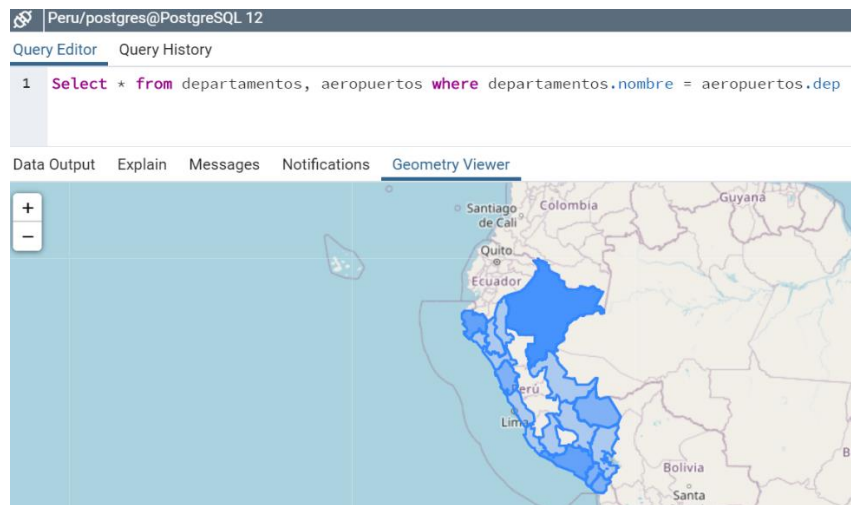 Peru/postgres@PostgreSQL 12
Query Editor Query History
1 Select * from departamentos, aeropuertos where departamentos.nombre = aeropuertos.dep
Data Output Explain Messages Notifications Geometry Viewer
+
−
Santiago de Cali
Colombia
Guyana
Quito
Ecuador
Perú
Lima
Bolivia
B
Santa